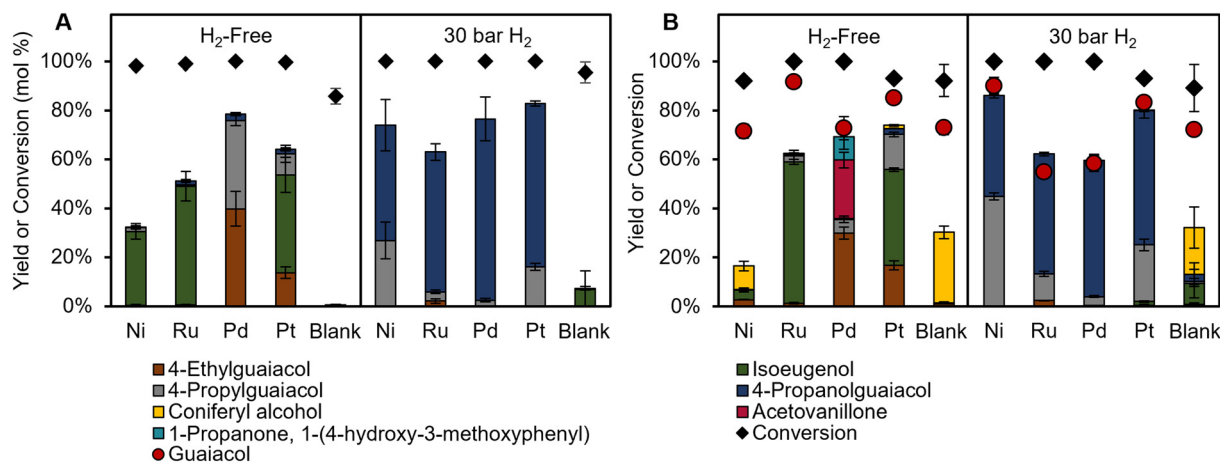 A
H₂-Free
30 bar H₂
Yield or Conversion (mol %)
100%
80%
60%
40%
20%
0%
Ni Ru Pd Pt Blank Ni Ru Pd Pt Blank
B
H₂-Free
30 bar H₂
Yield or Conversion
100%
80%
60%
40%
20%
0%
Ni Ru Pd Pt Blank Ni Ru Pd Pt Blank
4-Ethylguaiacol
4-Propylguaiacol
Coniferyl alcohol
1-Propanone, 1-(4-hydroxy-3-methoxyphenyl)
Guaiacol
Isoeugenol
4-Propanolguaiacol
Acetovanillone
Conversion